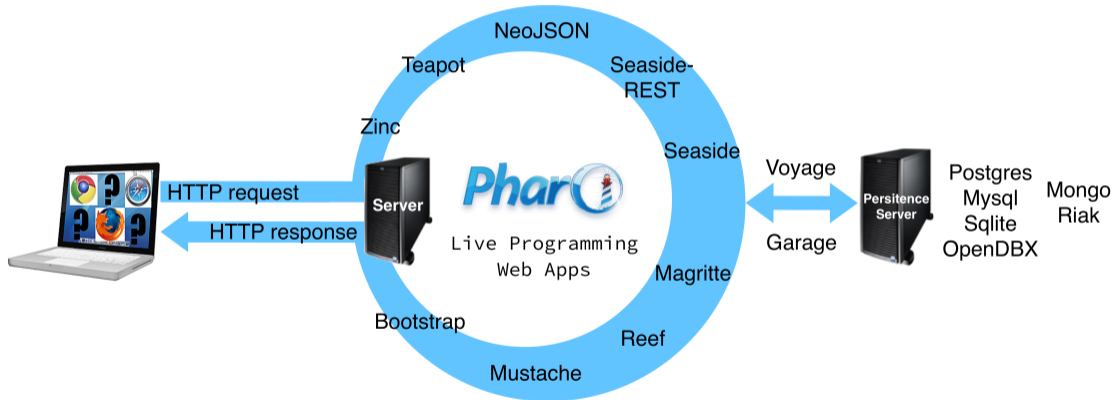 NeoJSON
Teapot
Seaside-
REST
Zinc
Seaside
HTTP request
HTTP response
Server
Pharo
Live Programming
Web Apps
Voyage
Garage
Persitence
Server
Postgres
Mysql
Sqlite
OpenDBX
Mongo
Riak
Magritte
Bootstrap
Reef
Mustache
?
?
?